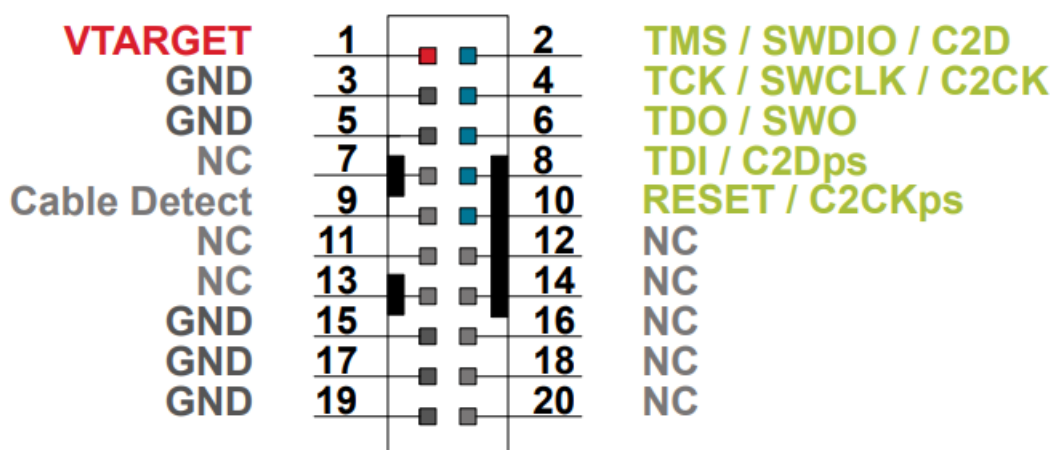 VTARGET 1 2 TMS / SWDIO / C2D
GND 3 4 TCK / SWCLK / C2CK
GND 5 6 TDO / SWO
NC 7 8 TDI / C2Dps
Cable Detect 9 10 RESET / C2CKps
NC 11 12 NC
NC 13 14 NC
GND 15 16 NC
GND 17 18 NC
GND 19 20 NC